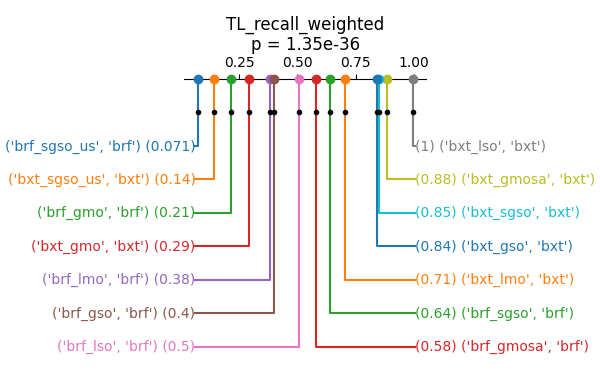 TL_recall_weighted
p = 1.35e-36
0.25 0.50 0.75 1.00
('brf_sgso_us', 'brf') (0.071) (1) ('bxt_lso', 'bxt')
('bxt_sgso_us', 'bxt') (0.14) (0.88) ('bxt_gmosa', 'bxt')
('brf_gmo', 'brf') (0.21) (0.85) ('bxt_sgso', 'bxt')
('bxt_gmo', 'bxt') (0.29) (0.84) ('bxt_gso', 'bxt')
('brf_lmo', 'brf') (0.38) (0.71) ('bxt_lmo', 'bxt')
('brf_gso', 'brf') (0.4) (0.64) ('brf_sgso', 'brf')
('brf_lso', 'brf') (0.5) (0.58) ('brf_gmosa', 'brf')